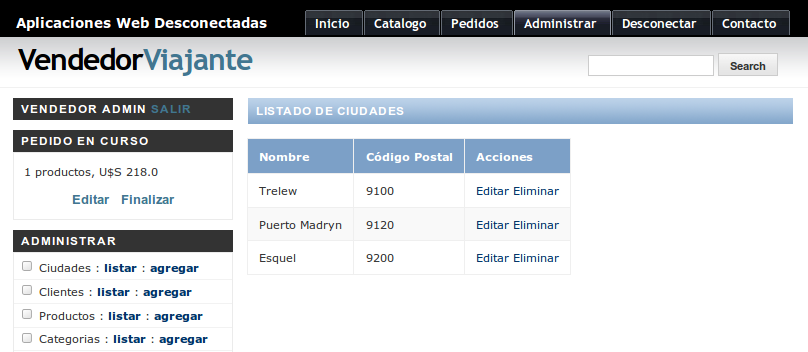 Aplicaciones Web Desconectadas
Inicio Catalogo Pedidos Administrar Desconectar Contacto
VendedorViajante
Search
VENDEDOR ADMIN SALIR
PEDIDO EN CURSO
1 productos, U$S 218.0
Editar Finalizar
ADMINISTRAR
Ciudades : listar : agregar
Clientes : listar : agregar
Productos : listar : agregar
Categorias : listar : agregar
LISTADO DE CIUDADES
Nombre Código Postal Acciones
Trelew 9100 Editar Eliminar
Puerto Madryn 9120 Editar Eliminar
Esquel 9200 Editar Eliminar